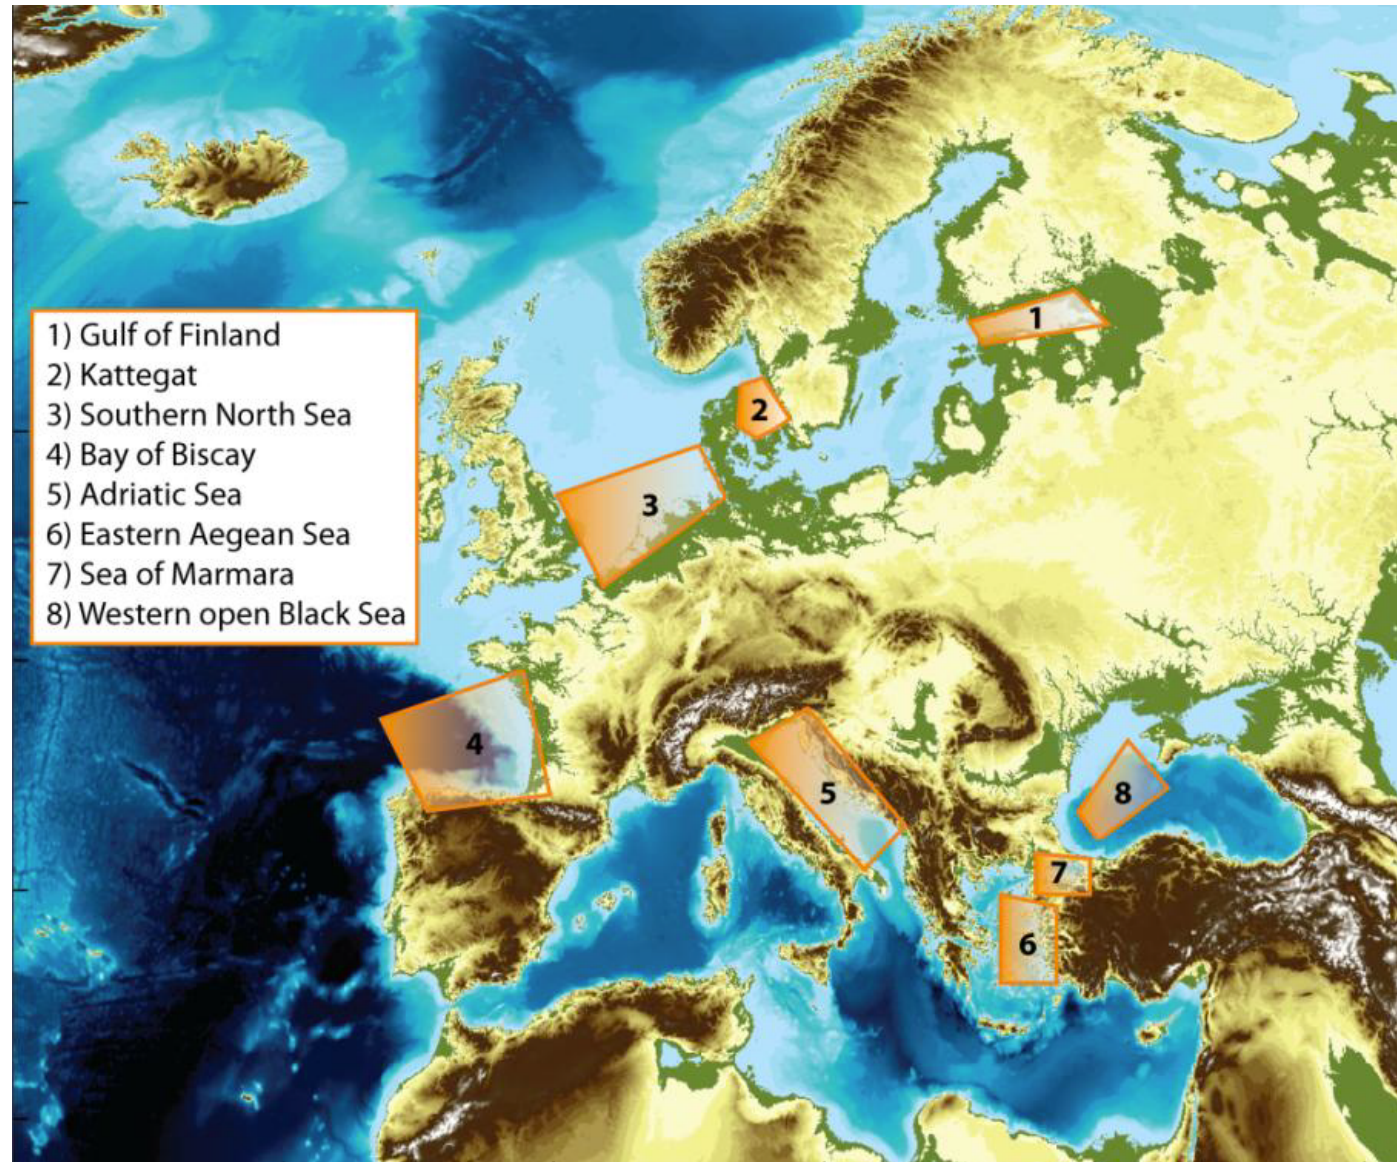 1) Gulf of Finland
2) Kattegat
3) Southern North Sea
4) Bay of Biscay
5) Adriatic Sea
6) Eastern Aegean Sea
7) Sea of Marmara
8) Western open Black Sea
1
2
3
4
5
8
7
6